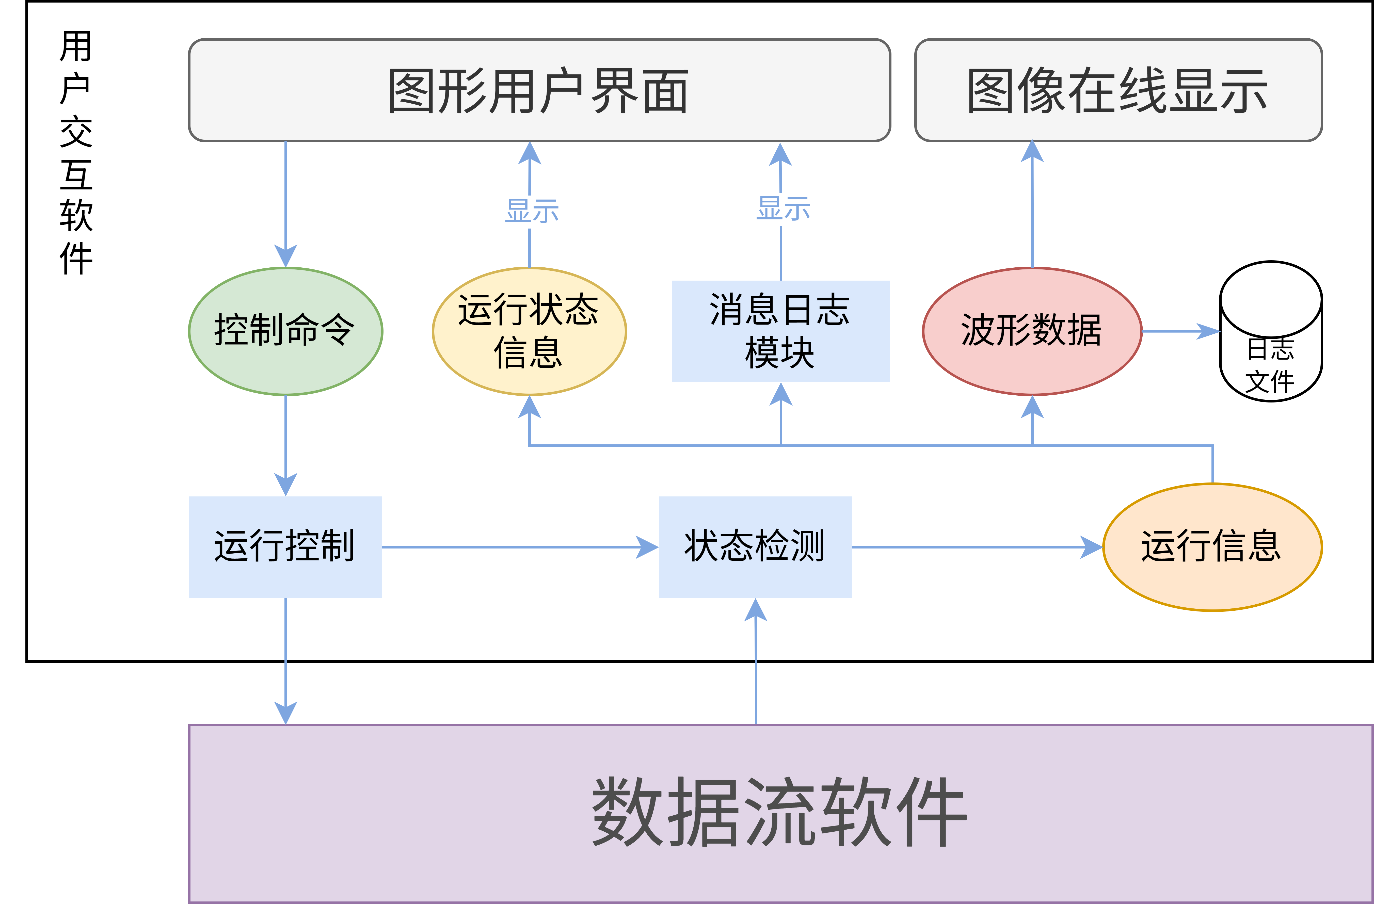 用户交互软件
图形用户界面
图像在线显示
显示
显示
控制命令
运行状态
信息
消息日志
模块
波形数据
日志
文件
运行控制
状态检测
运行信息
数据流软件